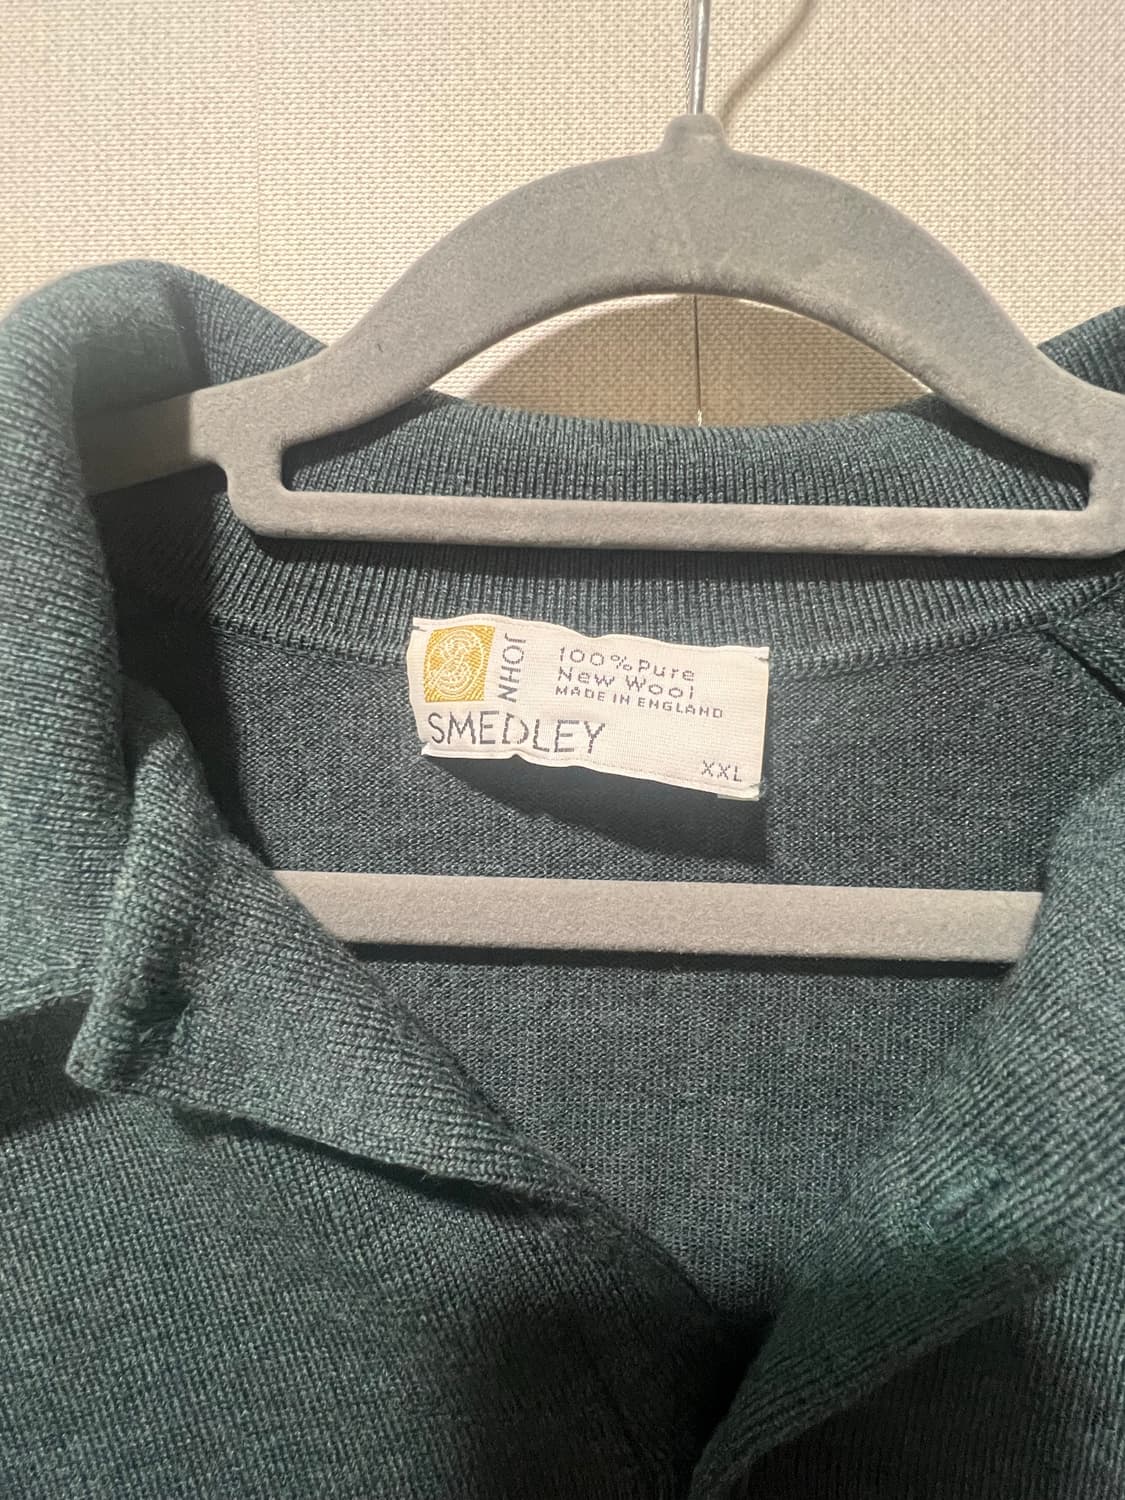 JOHN
SMEDLEY
100% Pure
New Wool
MADE IN ENGLAND
XXL